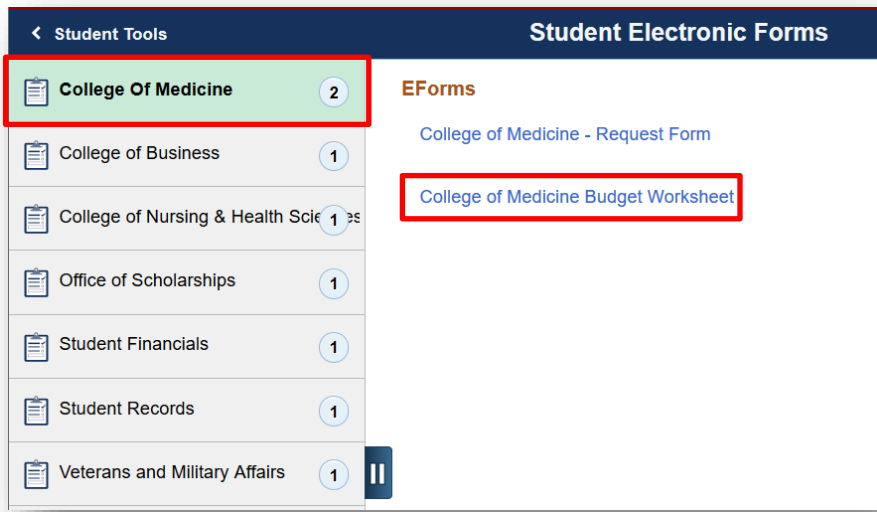 Student Tools
Student Electronic Forms
College Of Medicine 2
College of Business 1
College of Nursing & Health Sciences 1
Office of Scholarships 1
Student Financials 1
Student Records 1
Veterans and Military Affairs 1
EForms
College of Medicine - Request Form
College of Medicine Budget Worksheet